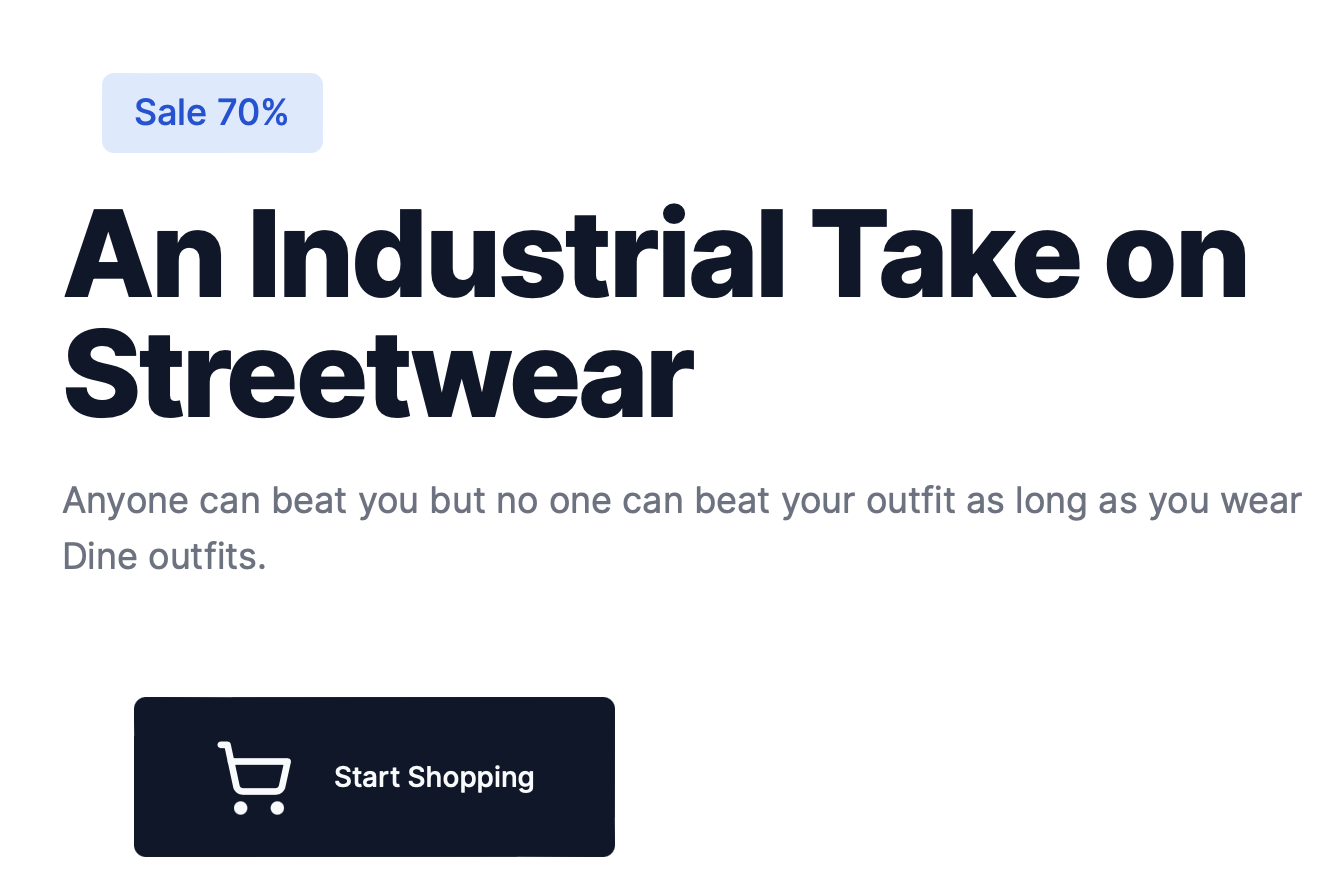 Sale 70%
An Industrial Take on
Streetwear
Anyone can beat you but no one can beat your outfit as long as you wear
Dine outfits.
Start Shopping